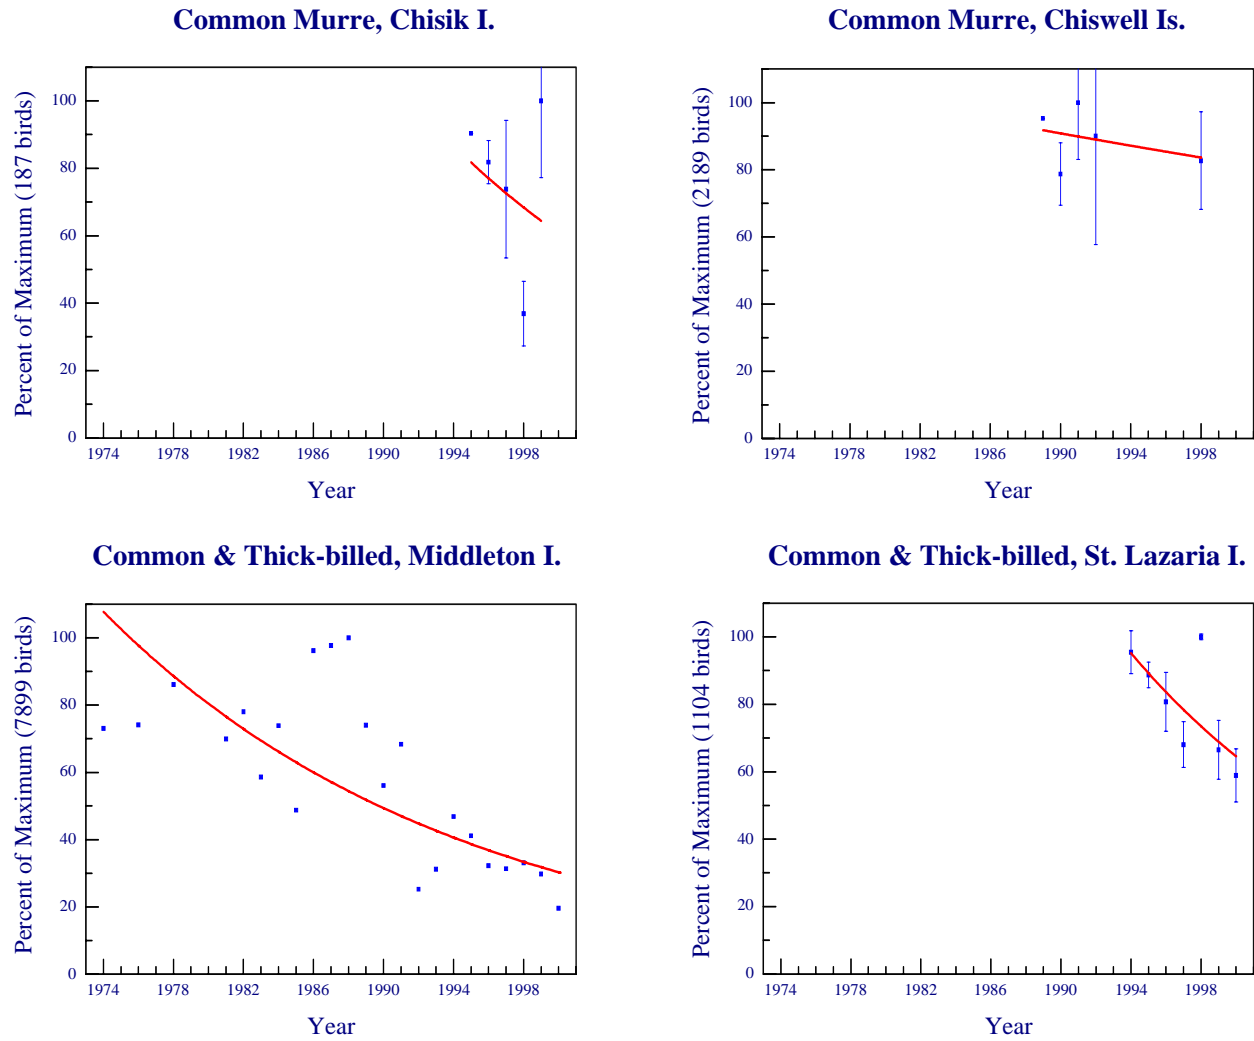 Common Murre, Chisik I.
Percent of Maximum (187 birds)
100
80
60
40
20
0
1974 1978 1982 1986 1990 1994 1998
Year
Common Murre, Chiswell Is.
Percent of Maximum (2189 birds)
100
80
60
40
20
0
1974 1978 1982 1986 1990 1994 1998
Year
Common & Thick-billed, Middleton I.
Percent of Maximum (7899 birds)
100
80
60
40
20
0
1974 1978 1982 1986 1990 1994 1998
Year
Common & Thick-billed, St. Lazaria I.
Percent of Maximum (1104 birds)
100
80
60
40
20
0
1974 1978 1982 1986 1990 1994 1998
Year